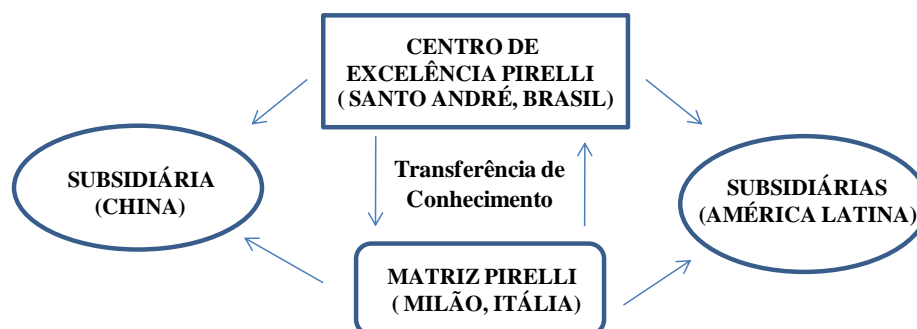 CENTRO DE
EXCELÊNCIA PIRELLI
( SANTO ANDRÉ, BRASIL)
SUBSIDIÁRIA
(CHINA)
Transferência de
Conhecimento
SUBSIDIÁRIAS
(AMÉRICA LATINA)
MATRIZ PIRELLI
( MILÃO, ITÁLIA)